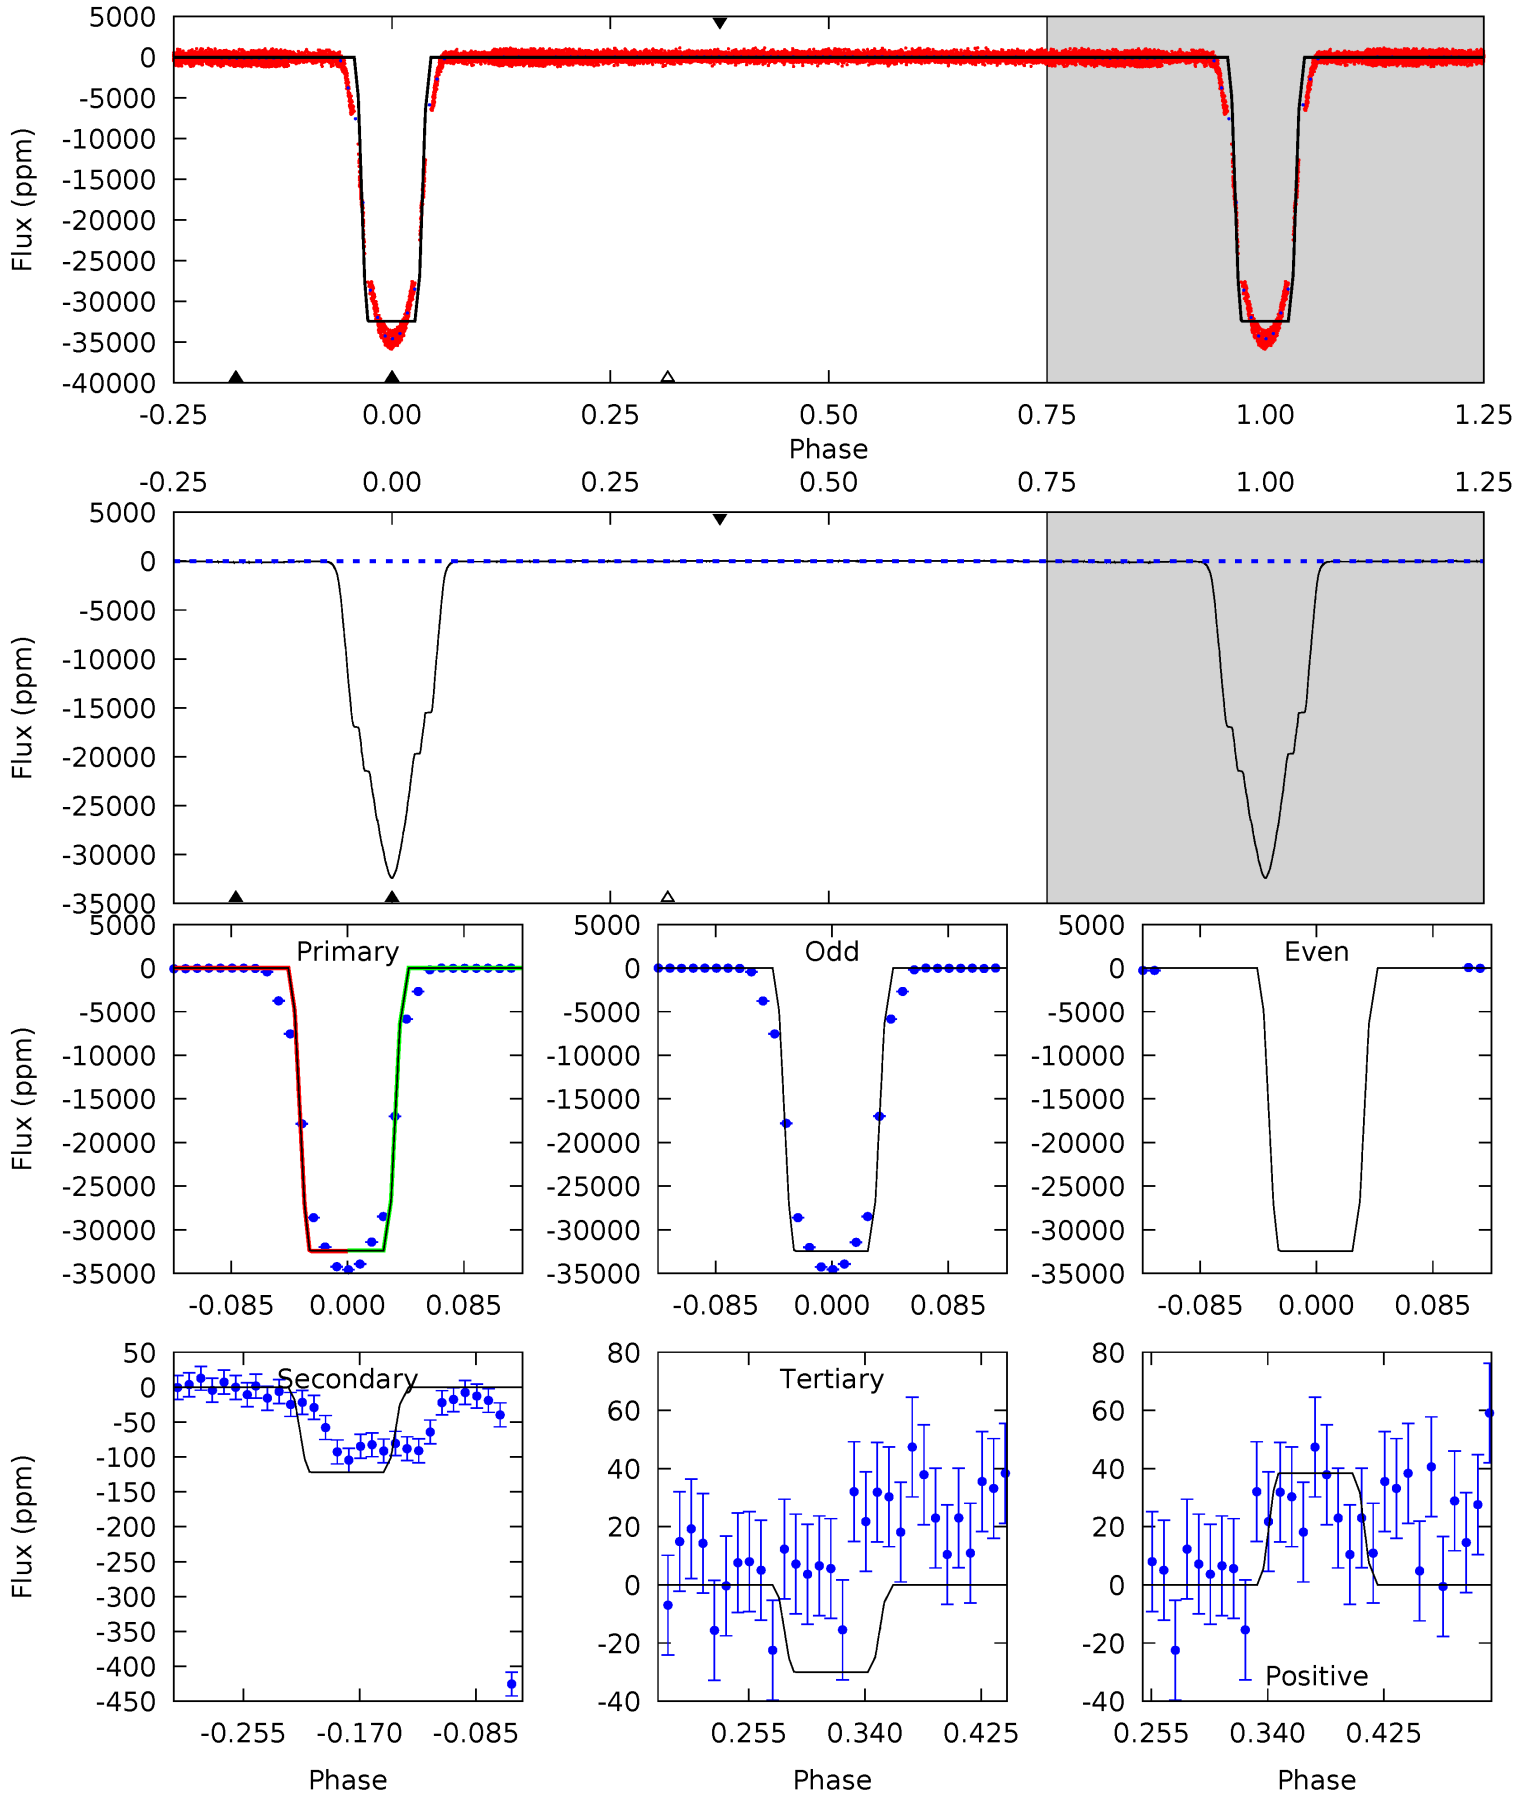 5000
0
-5000
-10000
-15000
-20000
-25000
-30000
-35000
-40000
Flux (ppm)
-0.25 0.00 0.25 0.50 0.75 1.00 1.25
Phase
-0.25 0.00 0.25 0.50 0.75 1.00 1.25
5000
0
-5000
-10000
-15000
-20000
-25000
-30000
-35000
Flux (ppm)
Primary Odd Even
5000 5000 5000
0 0 0
-5000 -5000 -5000
-10000 -10000 -10000
-15000 -15000 -15000
-20000 -20000 -20000
-25000 -25000 -25000
-30000 -30000 -30000
-35000 -35000 -35000
Flux (ppm)
-0.085 0.000 0.085 -0.085 0.000 0.085 -0.085 0.000 0.085
Secondary
50
0
-50
-100
-150
-200
-250
-300
-350
-400
-450
Flux (ppm)
-0.255 -0.170 -0.085
Phase
Tertiary
80
60
40
20
0
-20
-40
0.255 0.340 0.425
Phase
80
60
40
20
0
-20
-40
Positive
0.255 0.340 0.425
Phase